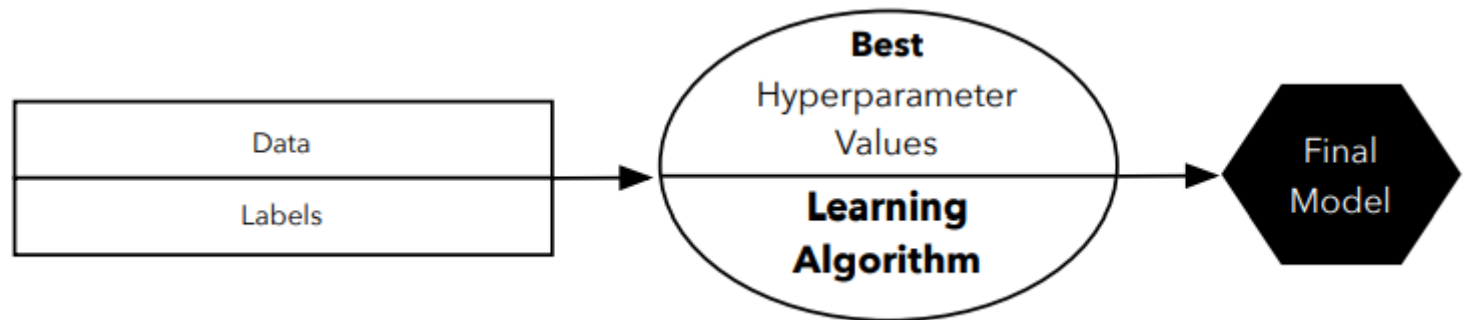 Data
Labels
Best
Hyperparameter
Values
Learning
Algorithm
Final
Model